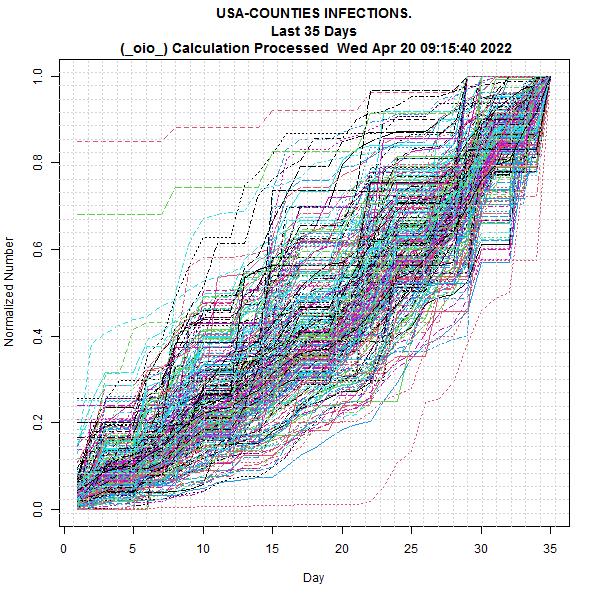 USA-COUNTIES INFECTIONS.
Last 35 Days
(_oio_) Calculation Processed  Wed Apr 20 09:15:40 2022
Normalized Number
1.0
0.8
0.6
0.4
0.2
0.0
0 5 10 15 20 25 30 35
Day